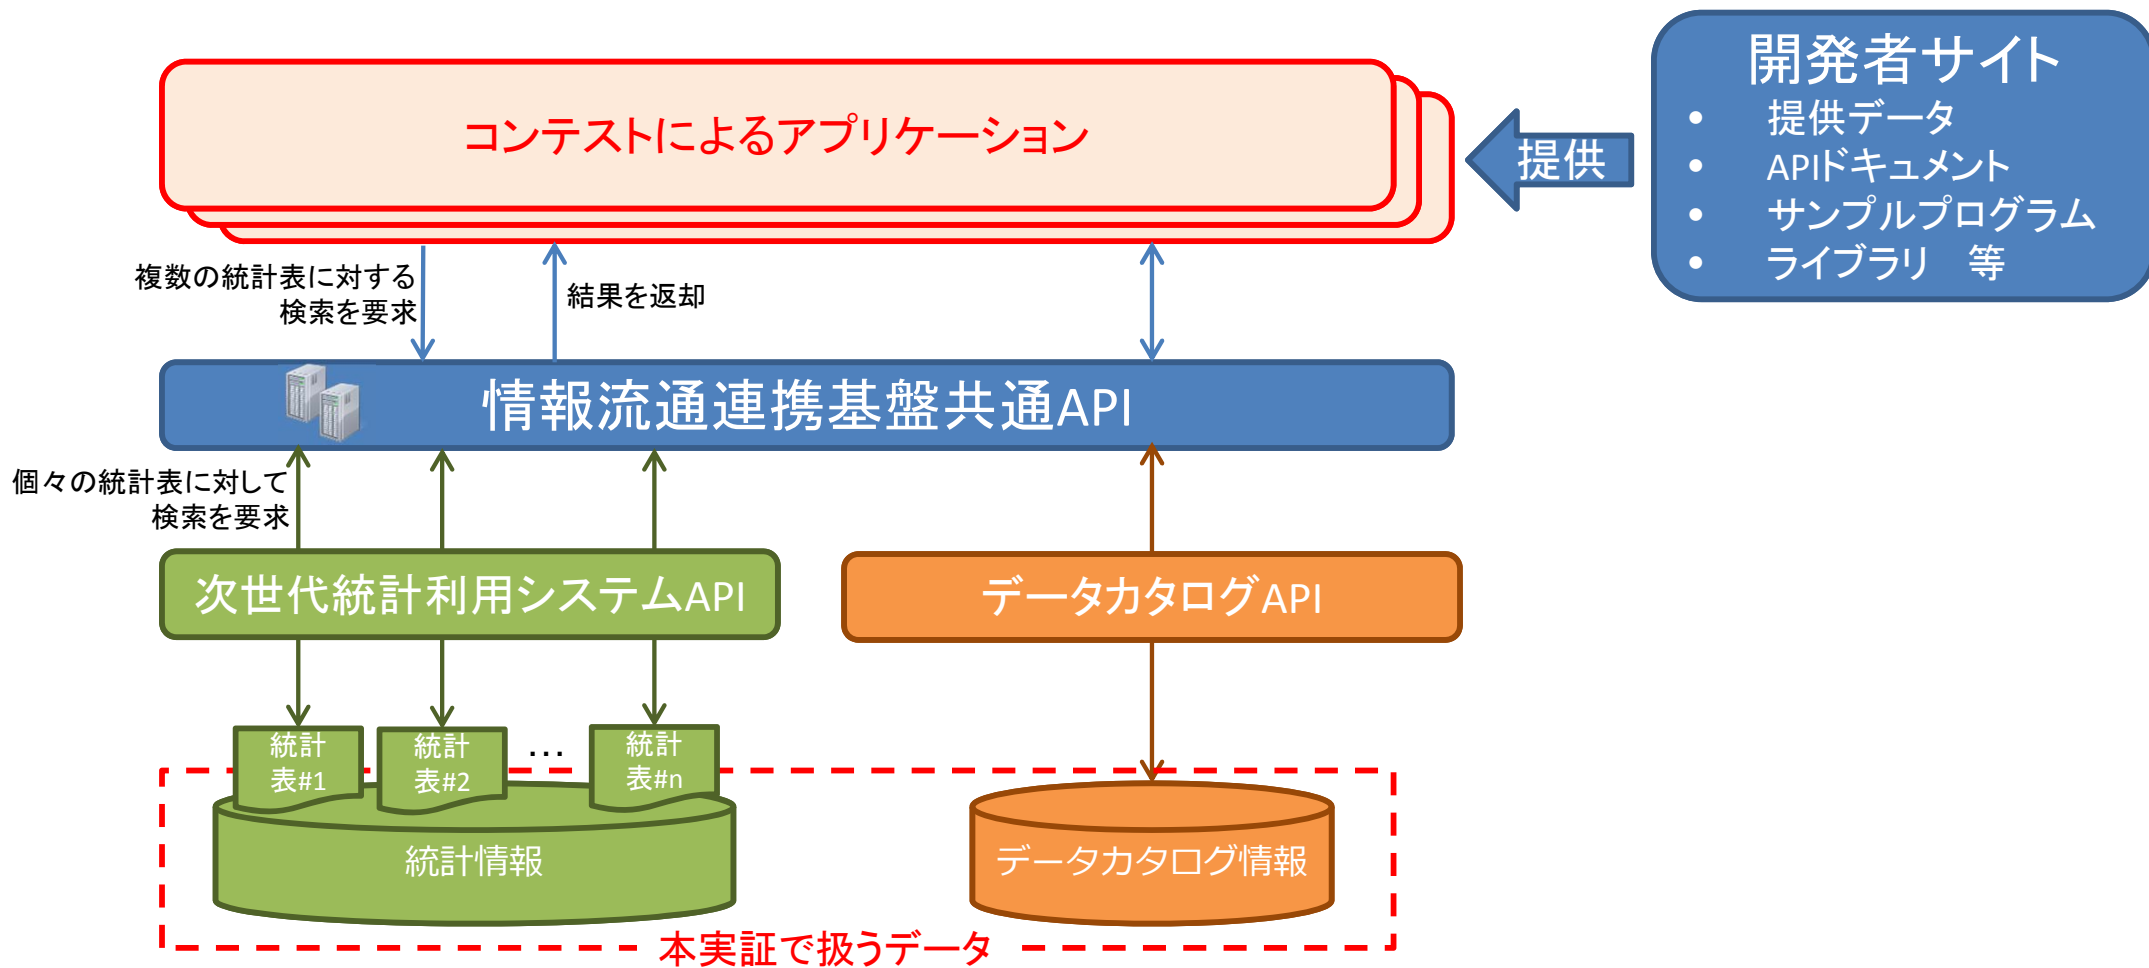 開発者サイト
• 提供データ
• APIドキュメント
• サンプルプログラム
• ライブラリ　等
提供
コンテストによるアプリケーション
複数の統計表に対する
検索を要求
結果を返却
情報流通連携基盤共通API
個々の統計表に対して
検索を要求
次世代統計利用システムAPI
データカタログAPI
統計
表#1
統計
表#2
…
統計
表#n
統計情報
データカタログ情報
本実証で扱うデータ